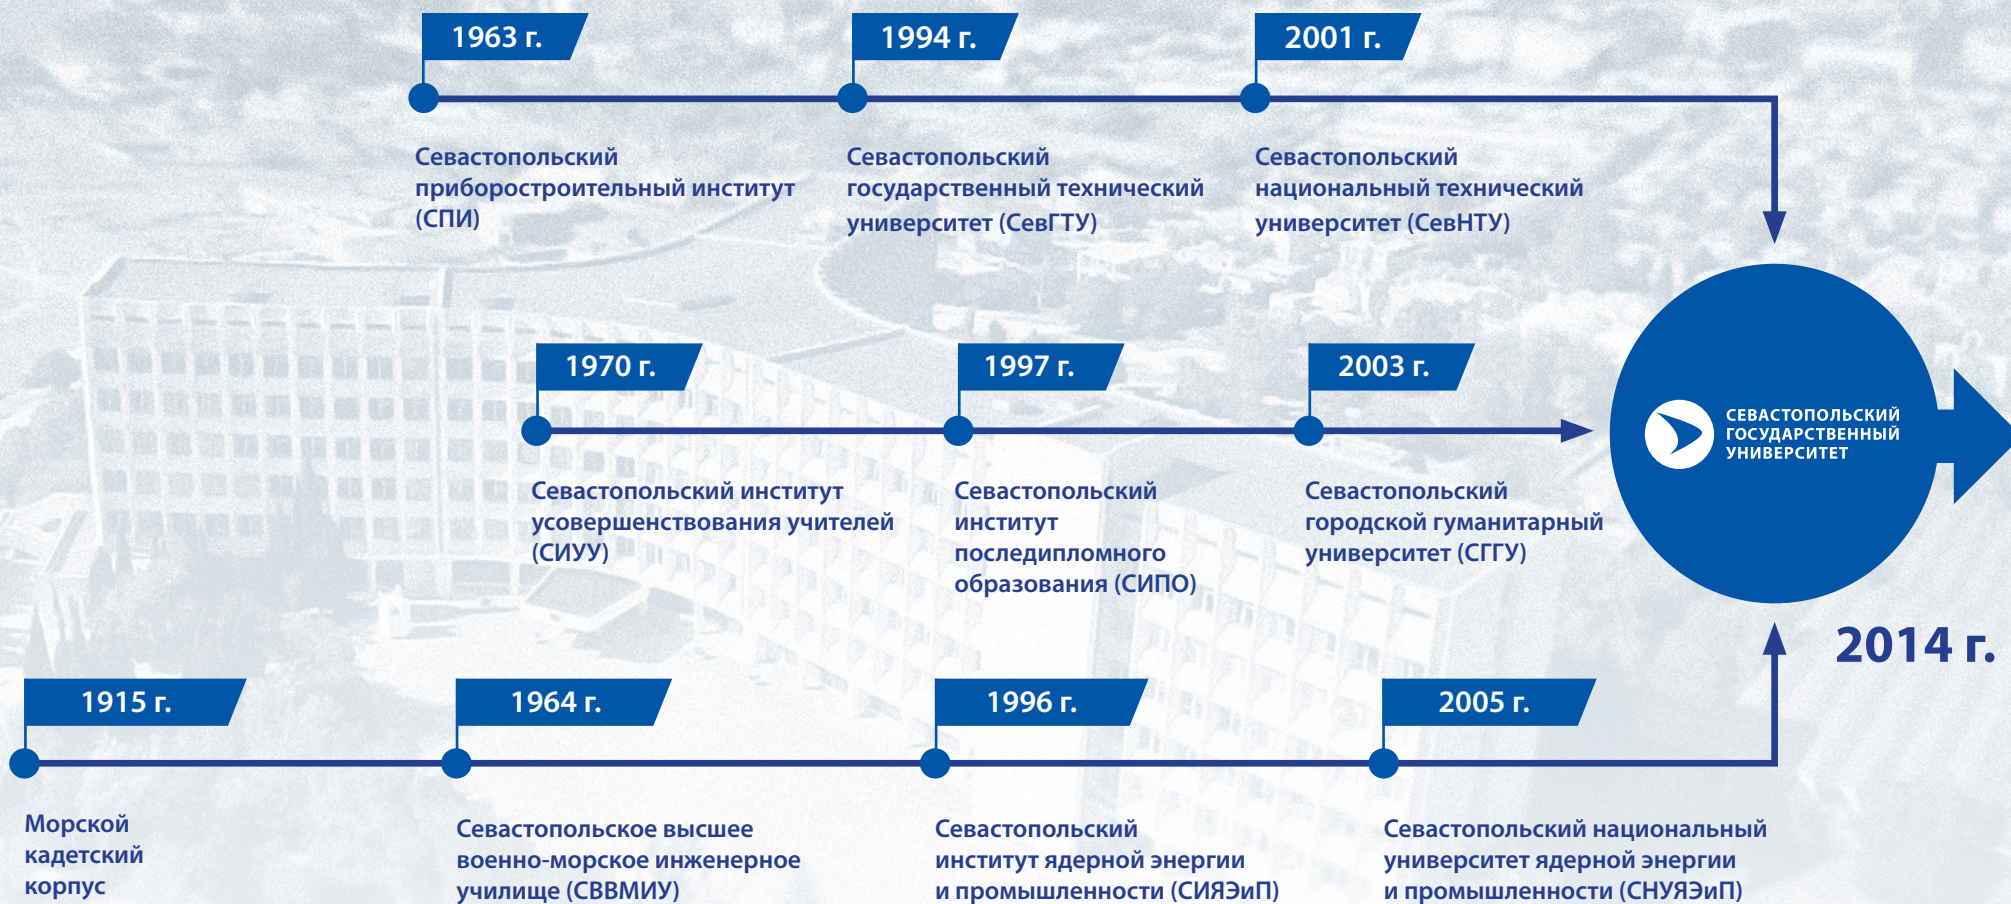 1963 г.
1994 г.
2001 г.
Севастопольский
приборостроительный институт
(СПИ)
Севастопольский
государственный технический
университет (СевГТУ)
Севастопольский
национальный технический
университет (СевНТУ)
1970 г.
1997 г.
2003 г.
Севастопольский институт
усовершенствования учителей
(СИУУ)
Севастопольский
институт
последипломного
образования (СИПО)
Севастопольский
городской гуманитарный
университет (СГГУ)
СЕВАСТОПОЛЬСКИЙ
ГОСУДАРСТВЕННЫЙ
УНИВЕРСИТЕТ
2014 г.
1915 г.
1964 г.
1996 г.
2005 г.
Морской
кадетский
корпус
Севастопольское высшее
военно-морское инженерное
училище (СВВМИУ)
Севастопольский
институт ядерной энергии
и промышленности (СИЯЭиП)
Севастопольский национальный
университет ядерной энергии
и промышленности (СНУЯЭиП)